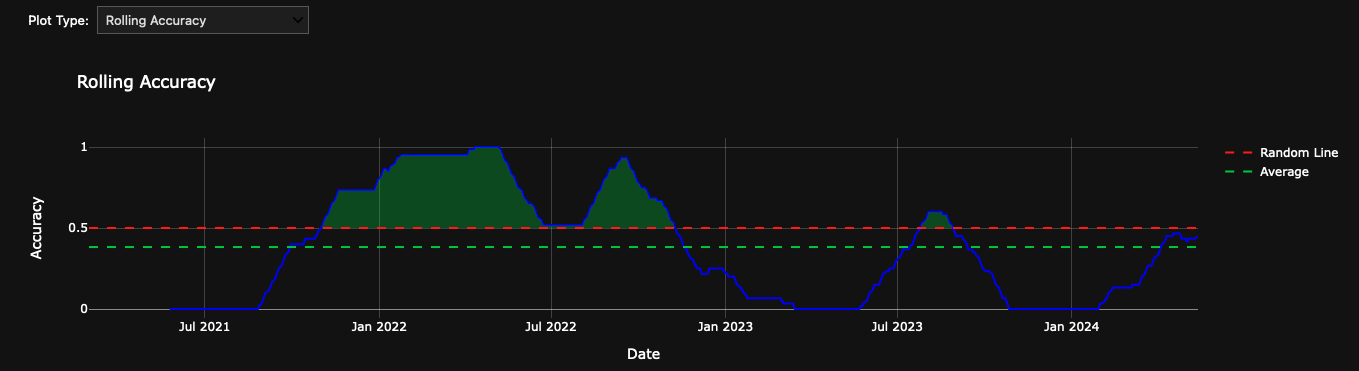 Plot Type: Rolling Accuracy
Rolling Accuracy
1
0.5
0
Accuracy
Jul 2021 Jan 2022 Jul 2022 Jan 2023 Jul 2023 Jan 2024
Date
Random Line
Average